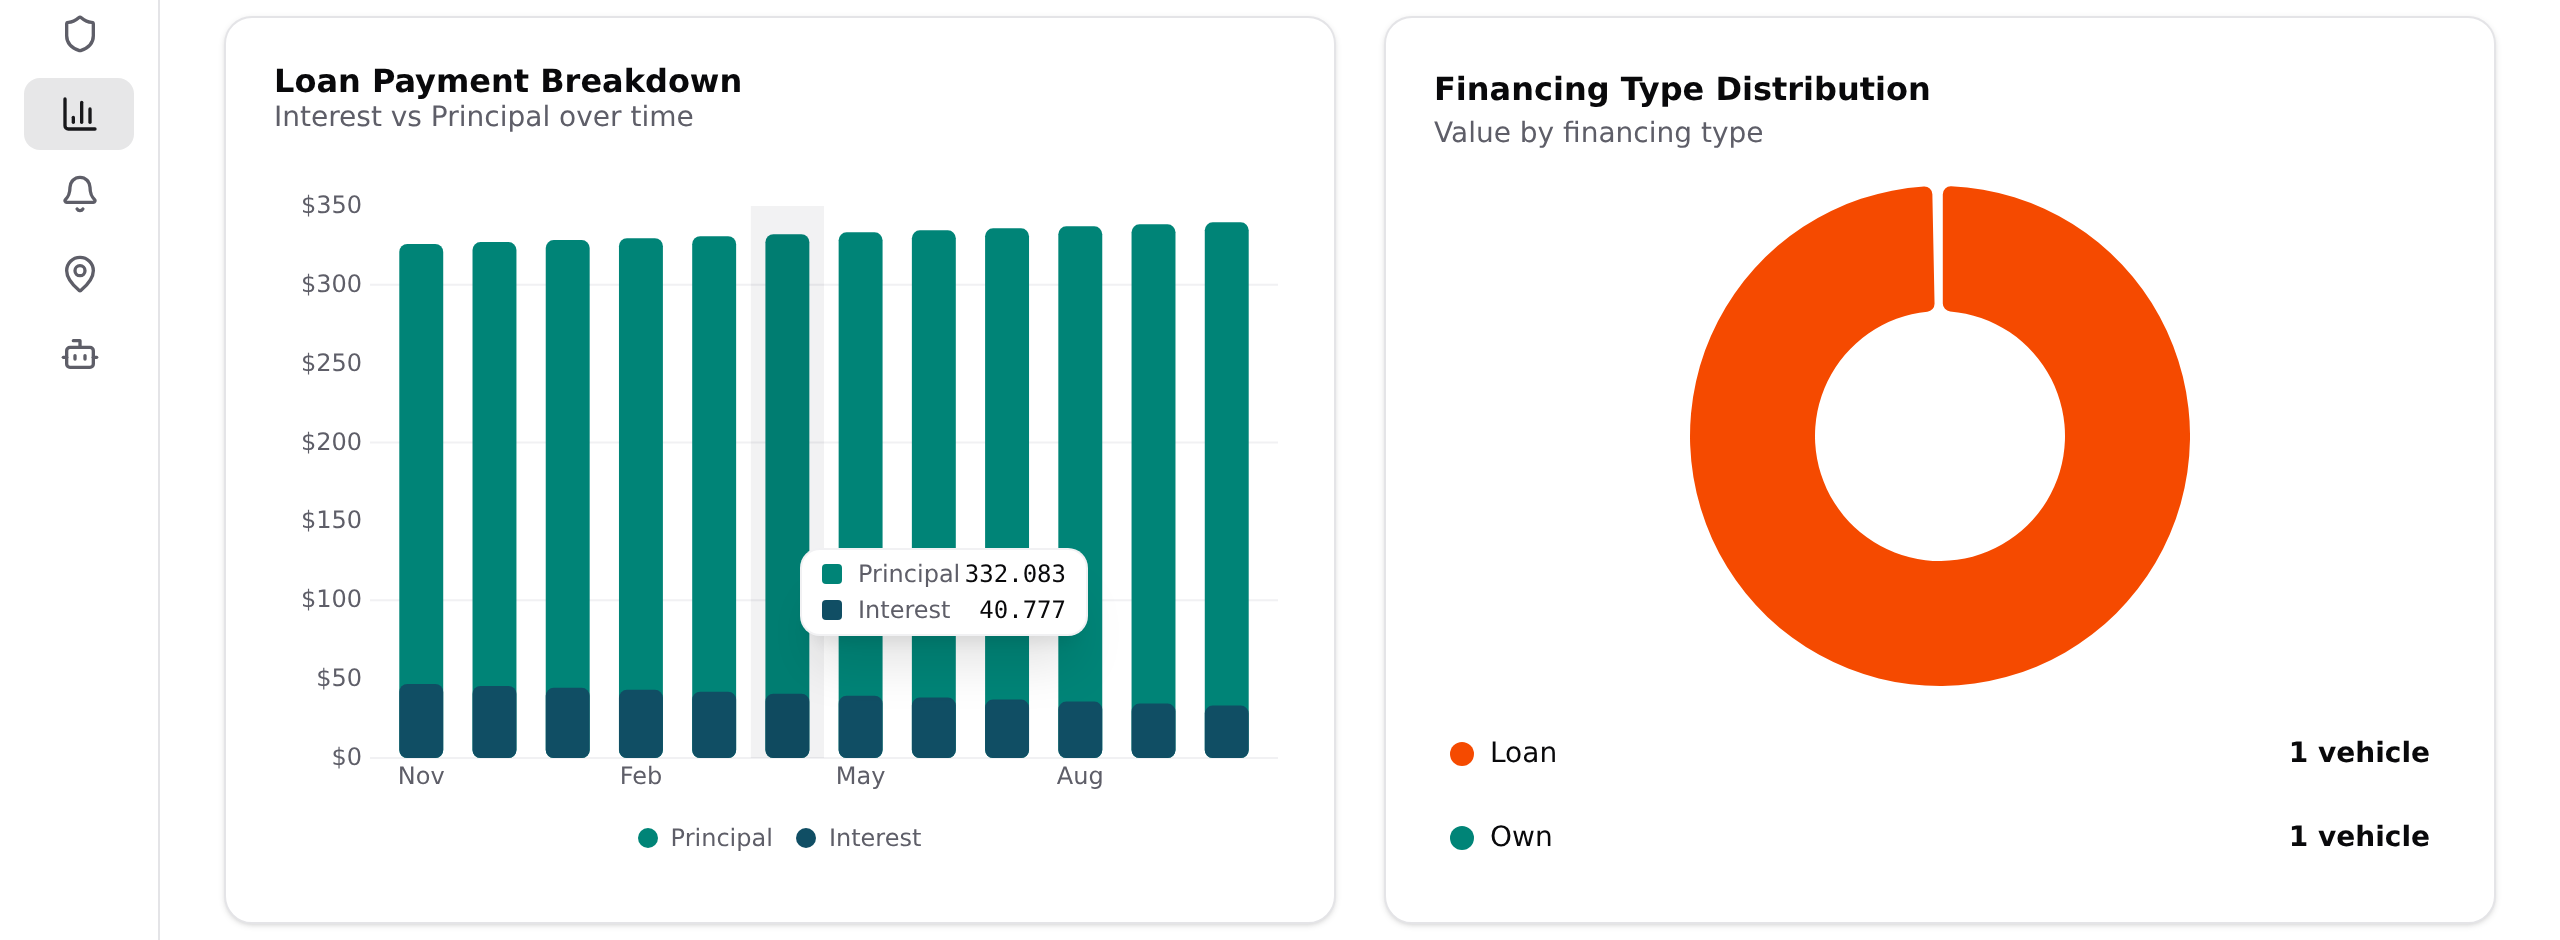 Loan Payment Breakdown
Interest vs Principal over time
$350
$300
$250
$200
$150
$100
$50
$0
Principal 332.083
Interest 40.777
Nov Feb May Aug
Principal Interest
Financing Type Distribution
Value by financing type
Loan 1 vehicle
Own 1 vehicle